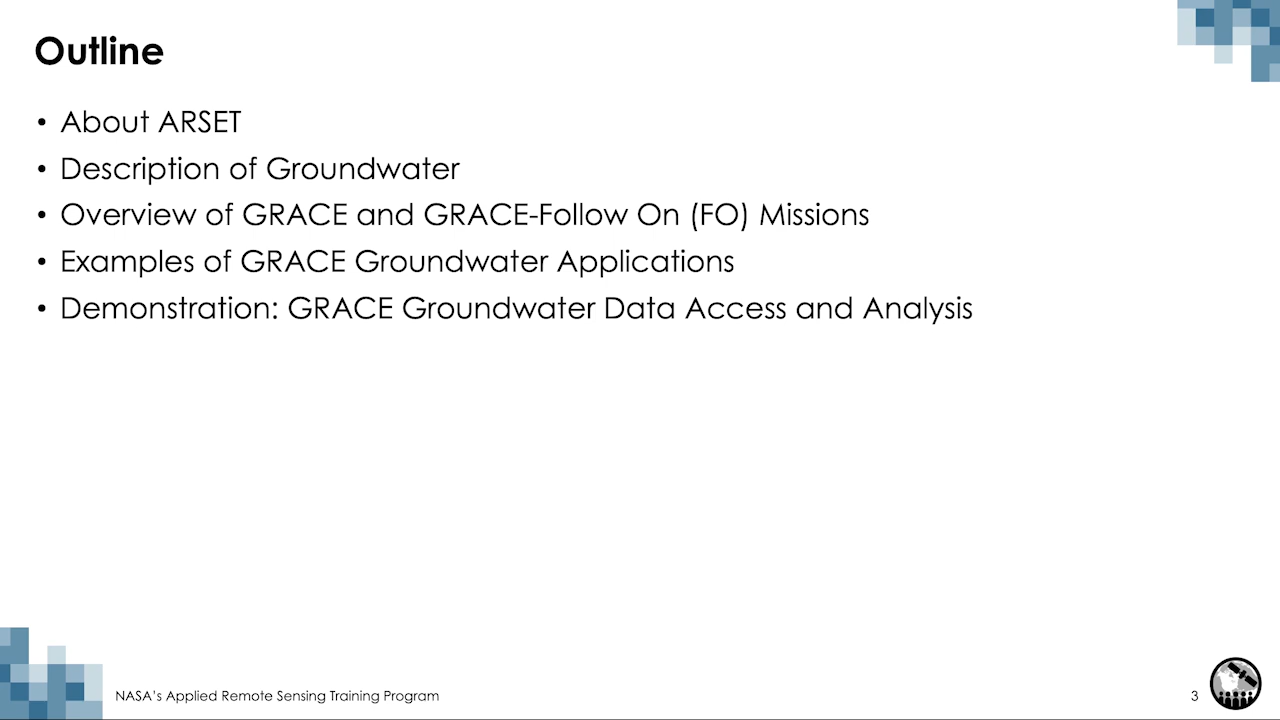 Outline
• About ARSET
• Description of Groundwater
• Overview of GRACE and GRACE-Follow On (FO) Missions
• Examples of GRACE Groundwater Applications
• Demonstration: GRACE Groundwater Data Access and Analysis
NASA's Applied Remote Sensing Training Program
3